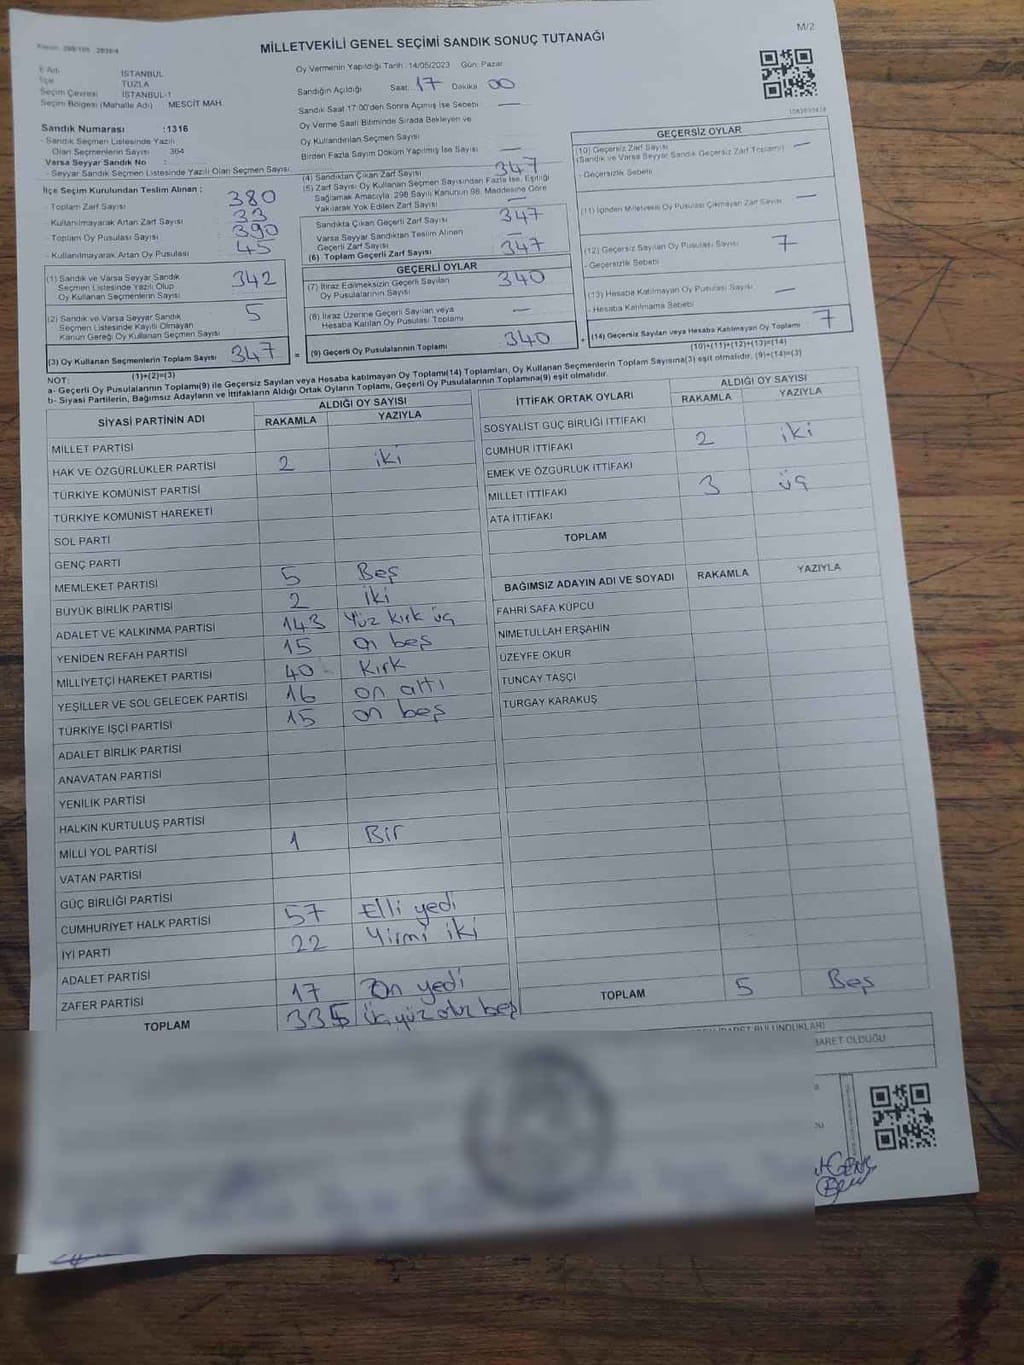 M/2
MİLLETVEKİLİ GENEL SEÇİMİ SANDIK SONUÇ TUTANAĞI
İSTANBUL
İlçe TUZLA
Seçim Çevresi İSTANBUL-1
Seçim Bölgesi (Mahalle Adı) MESCİT MAH.
Oy Vermenin Yapıldığı Tarih :14/05/2023 Gün: Pazar
Sandığın Açıldığı Saat: 17 Dakika 00
Sandık Saat 17:00'den Sonra Açılmış İse Sebebi —
Oy Verme Saati Bitiminde Sırada Bekleyen ve
Oy Kullandırılan Seçmen Sayısı
Birden Fazla Sayım Döküm Yapılmış İse Sayısı —
Sandık Numarası :1316
- Sandık Seçmen Listesinde Yazılı
Olan Seçmenlerin Sayısı : 364
Varsa Seyyar Sandık No :
- Seyyar Sandık Seçmen Listesinde Yazılı Olan Seçmen Sayısı:
İlçe Seçim Kurulundan Teslim Alınan :
- Toplam Zarf Sayısı : 380
- Kullanılmayarak Artan Zarf Sayısı : 33
- Toplam Oy Pusulası Sayısı : 390
- Kullanılmayarak Artan Oy Pusulası : 45
(1) Sandık ve Varsa Seyyar Sandık
Seçmen Listesinde Yazılı Olup
Oy Kullanan Seçmenlerin Sayısı 342
(2) Sandık ve Varsa Seyyar Sandık
Seçmen Listesinde Kayıtlı Olmayan
Kanun Gereği Oy Kullanan Seçmen Sayısı 5
(3) Oy Kullanan Seçmenlerin Toplam Sayısı 347
(1)+(2)=(3)
(4) Sandıktan Çıkan Zarf Sayısı 347
(5) Zarf Sayısı Oy Kullanan Seçmen Sayısından Fazla İse, Eşitliği
Sağlamak Amacıyla 298 Sayılı Kanunun 98. Maddesine Göre
Yakılarak Yok Edilen Zarf Sayısı —
Sandıkta Çıkan Geçerli Zarf Sayısı 347
Varsa Seyyar Sandıktan Teslim Alınan
Geçerli Zarf Sayısı —
(6) Toplam Geçerli Zarf Sayısı 347
GEÇERLİ OYLAR
(7) İtiraz Edilmeksizin Geçerli Sayılan
Oy Pusulalarının Sayısı 340
(8) İtiraz Üzerine Geçerli Sayılan veya
Hesaba Katılan Oy Pusulası Toplamı —
= (9) Geçerli Oy Pusulalarının Toplamı 340
GEÇERSİZ OYLAR
(10) Geçersiz Zarf Sayısı
(Sandık ve Varsa Seyyar Sandık Geçersiz Zarf Toplamı) —
- Geçersizlik Sebebi
(11) İçinden Milletvekili Oy Pusulası Çıkmayan Zarf Sayısı —
(12) Geçersiz Sayılan Oy Pusulası Sayısı 7
- Geçersizlik Sebebi
(13) Hesaba Katılmayan Oy Pusulası Sayısı —
- Hesaba Katılmama Sebebi
+ (14) Geçersiz Sayılan veya Hesaba Katılmayan Oy Toplamı 7
(10)+(11)+(12)+(13)=(14)
NOT:
a- Geçerli Oy Pusulalarının Toplamı(9) ile Geçersiz Sayılan veya Hesaba katılmayan Oy Toplamı(14) Toplamları, Oy Kullanan Seçmenlerin Toplam Sayısına(3) eşit olmalıdır. (9)+(14)=(3)
b- Siyasi Partilerin, Bağımsız Adayların ve İttifakların Aldığı Ortak Oyların Toplamı, Geçerli Oy Pusulalarının Toplamına(9) eşit olmalıdır.
SİYASİ PARTİNİN ADI ALDIĞI OY SAYISI
RAKAMLA YAZIYLA
MİLLET PARTİSİ
HAK VE ÖZGÜRLÜKLER PARTİSİ 2 iki
TÜRKİYE KOMÜNİST PARTİSİ
TÜRKİYE KOMÜNİST HAREKETİ
SOL PARTİ
GENÇ PARTİ
MEMLEKET PARTİSİ 5 Beş
BÜYÜK BİRLİK PARTİSİ 2 iki
ADALET VE KALKINMA PARTİSİ 143 Yüz kırk üç
YENİDEN REFAH PARTİSİ 15 on beş
MİLLİYETÇİ HAREKET PARTİSİ 40 Kırk
YEŞİLLER VE SOL GELECEK PARTİSİ 16 on altı
TÜRKİYE İŞÇİ PARTİSİ 15 on beş
ADALET BİRLİK PARTİSİ
ANAVATAN PARTİSİ
YENİLİK PARTİSİ
HALKIN KURTULUŞ PARTİSİ
MİLLİ YOL PARTİSİ 1 Bir
VATAN PARTİSİ
GÜÇ BİRLİĞİ PARTİSİ
CUMHURİYET HALK PARTİSİ 57 Elli yedi
İYİ PARTİ 22 Yirmi iki
ADALET PARTİSİ
ZAFER PARTİSİ 17 On yedi
TOPLAM 335 Üç yüz otuz beş
İTTİFAK ORTAK OYLARI ALDIĞI OY SAYISI
RAKAMLA YAZIYLA
SOSYALİST GÜÇ BİRLİĞİ İTTİFAKI
CUMHUR İTTİFAKI 2 iki
EMEK VE ÖZGÜRLÜK İTTİFAKI
MİLLET İTTİFAKI 3 üç
ATA İTTİFAKI
TOPLAM
BAĞIMSIZ ADAYIN ADI VE SOYADI RAKAMLA YAZIYLA
FAHRİ SAFA KÜPCÜ
NİMETULLAH ERŞAHİN
ÜZEYFE OKUR
TUNCAY TAŞÇI
TURGAY KARAKUŞ
TOPLAM 5 Beş
BULUNDUKLARI
İBARET OLDUĞU